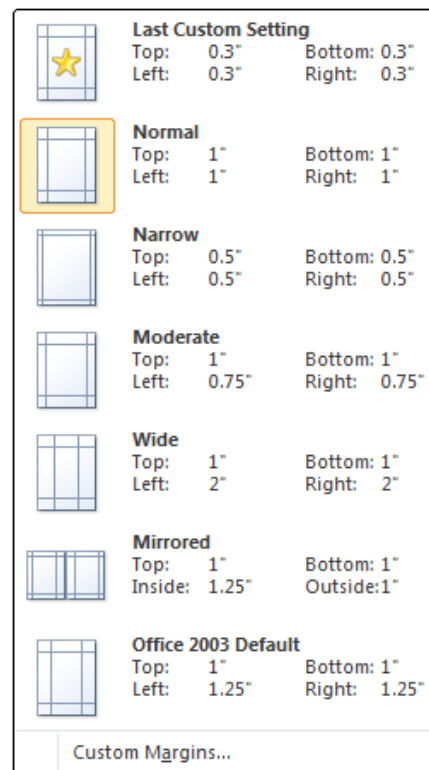 Last Custom Setting
Top: 0.3" Bottom: 0.3"
Left: 0.3" Right: 0.3"
Normal
Top: 1" Bottom: 1"
Left: 1" Right: 1"
Narrow
Top: 0.5" Bottom: 0.5"
Left: 0.5" Right: 0.5"
Moderate
Top: 1" Bottom: 1"
Left: 0.75" Right: 0.75"
Wide
Top: 1" Bottom: 1"
Left: 2" Right: 2"
Mirrored
Top: 1" Bottom: 1"
Inside: 1.25" Outside:1"
Office 2003 Default
Top: 1" Bottom: 1"
Left: 1.25" Right: 1.25"
Custom Margins...